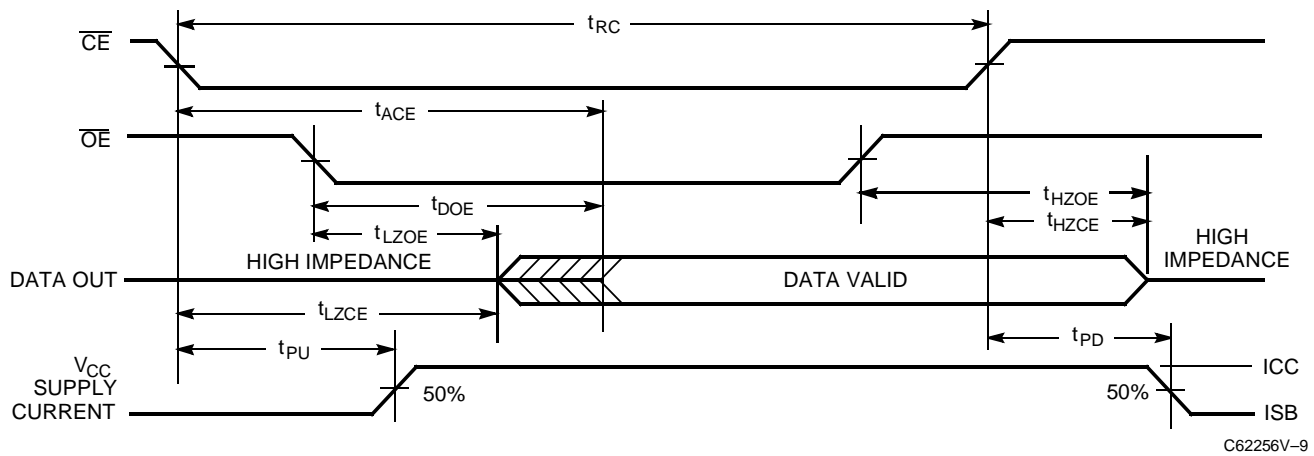 tRC
CE
tACE
OE
tHZOE
tDOE
tHZCE
tLZOE
HIGH
IMPEDANCE
HIGH IMPEDANCE
DATA OUT
DATA VALID
tLZCE
tPU
tPD
VCC
SUPPLY
CURRENT
50%
50%
ICC
ISB
C62256V–9